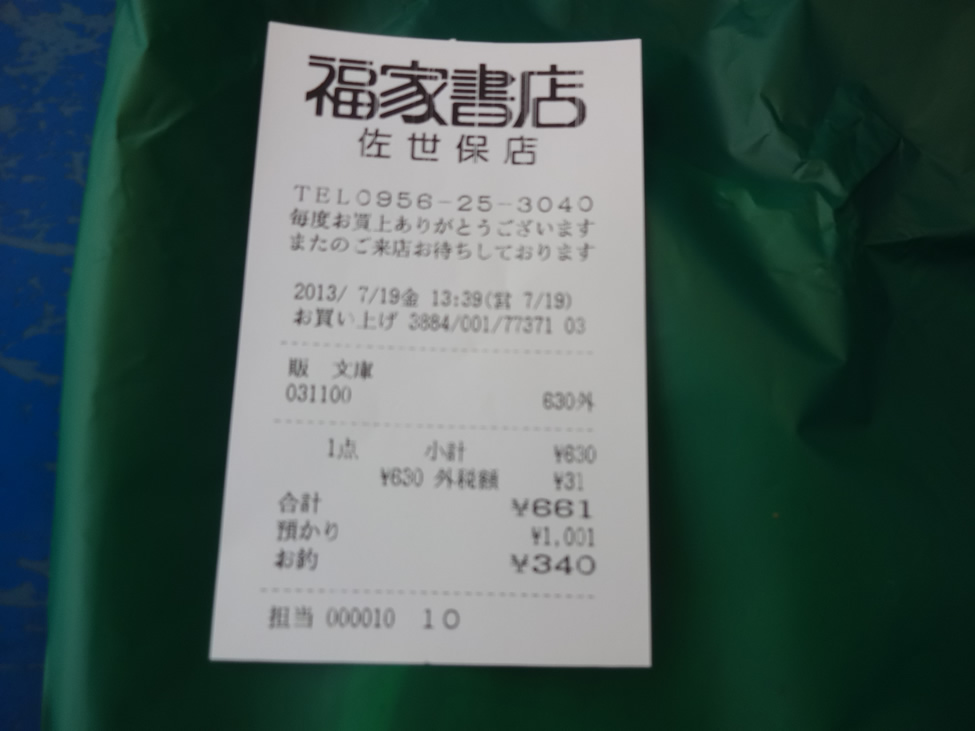 福家書店
佐世保店
TEL0956-25-3040
毎度お買上ありがとうございます
またのご来店お待ちしております
2013/ 7/19金 13:39(営 7/19)
お買い上げ 3884/001/77371 03
販 文庫
031100 630外
1点 小計 ¥630
¥630 外税額 ¥31
合計 ¥661
預かり ¥1,001
お釣 ¥340
担当 000010 10